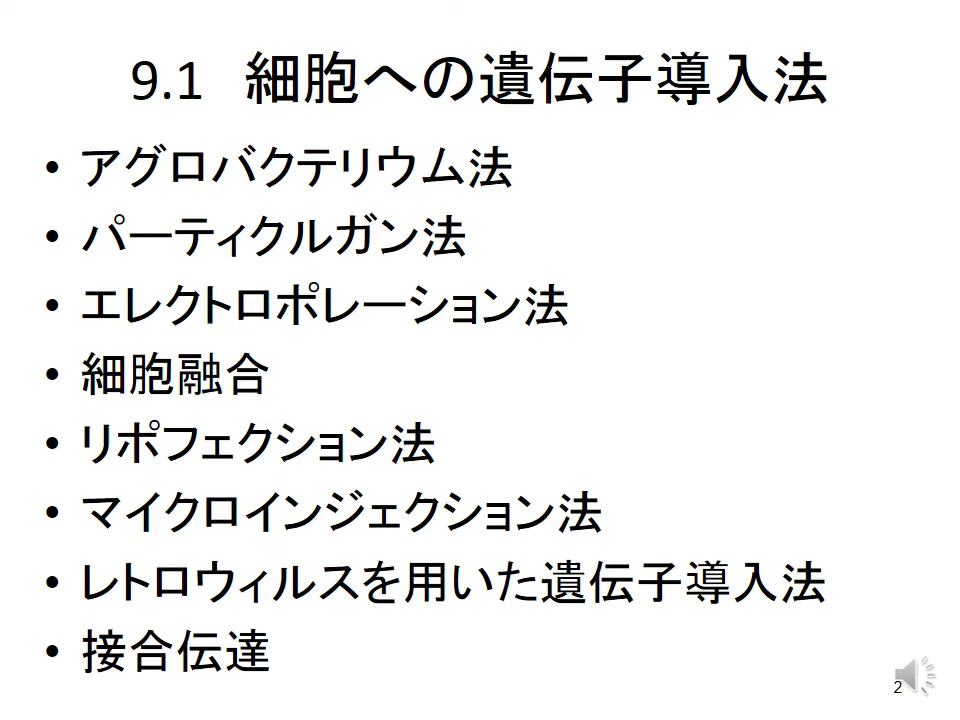 9.1 細胞への遺伝子導入法
• アグロバクテリウム法
• パーティクルガン法
• エレクトロポレーション法
• 細胞融合
• リポフェクション法
• マイクロインジェクション法
• レトロウィルスを用いた遺伝子導入法
• 接合伝達
2